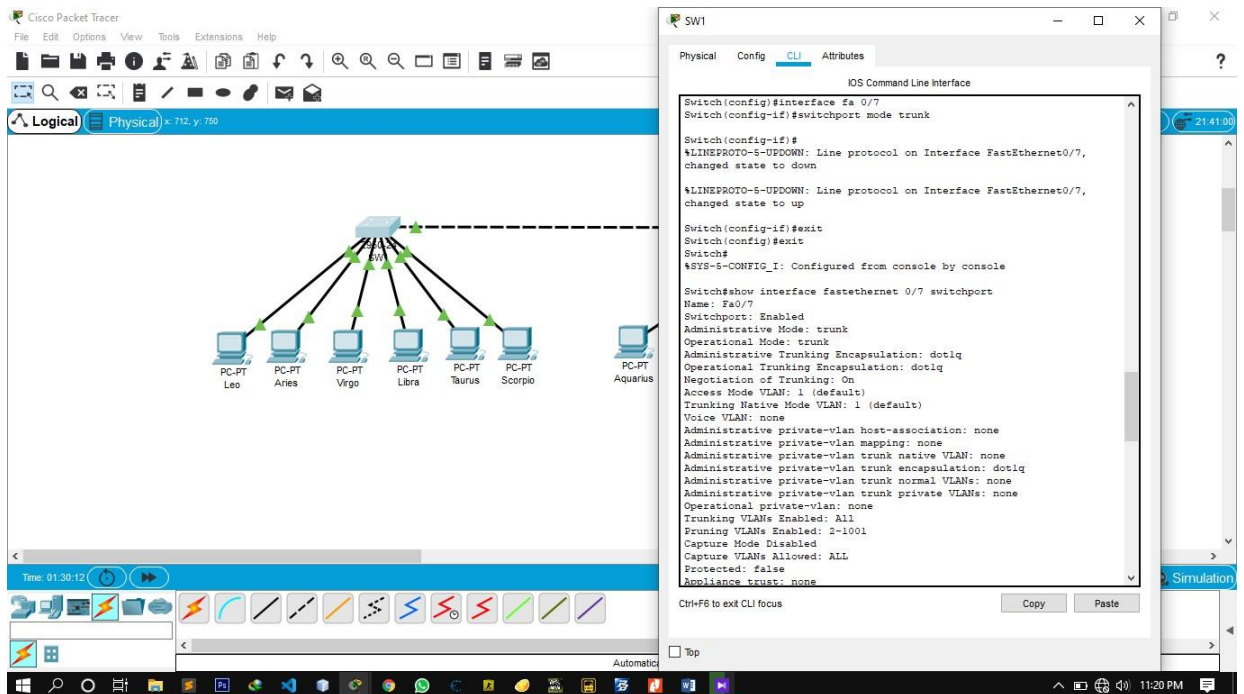 Cisco Packet Tracer
File Edit Options View Tools Extensions Help
Logical
Physical
x: 712, y: 750
21:41:00
2950-24
SW1
PC-PT
Leo
PC-PT
Aries
PC-PT
Virgo
PC-PT
Libra
PC-PT
Taurus
PC-PT
Scorpio
PC-PT
Aquarius
Time: 01:30:12
Simulation
SW1
Physical Config CLI Attributes
IOS Command Line Interface
Switch(config)#interface fa 0/7
Switch(config-if)#switchport mode trunk
Switch(config-if)#
%LINEPROTO-5-UPDOWN: Line protocol on Interface FastEthernet0/7,
changed state to down
%LINEPROTO-5-UPDOWN: Line protocol on Interface FastEthernet0/7,
changed state to up
Switch(config-if)#exit
Switch(config)#exit
Switch#
%SYS-5-CONFIG_I: Configured from console by console
Switch#show interface fastethernet 0/7 switchport
Name: Fa0/7
Switchport: Enabled
Administrative Mode: trunk
Operational Mode: trunk
Administrative Trunking Encapsulation: dot1q
Operational Trunking Encapsulation: dot1q
Negotiation of Trunking: On
Access Mode VLAN: 1 (default)
Trunking Native Mode VLAN: 1 (default)
Voice VLAN: none
Administrative private-vlan host-association: none
Administrative private-vlan mapping: none
Administrative private-vlan trunk native VLAN: none
Administrative private-vlan trunk encapsulation: dot1q
Administrative private-vlan trunk normal VLANs: none
Administrative private-vlan trunk private VLANs: none
Operational private-vlan: none
Trunking VLANs Enabled: All
Pruning VLANs Enabled: 2-1001
Capture Mode Disabled
Capture VLANs Allowed: ALL
Protected: false
Appliance trust: none
Ctrl+F6 to exit CLI focus
Copy
Paste
Top
11:20 PM